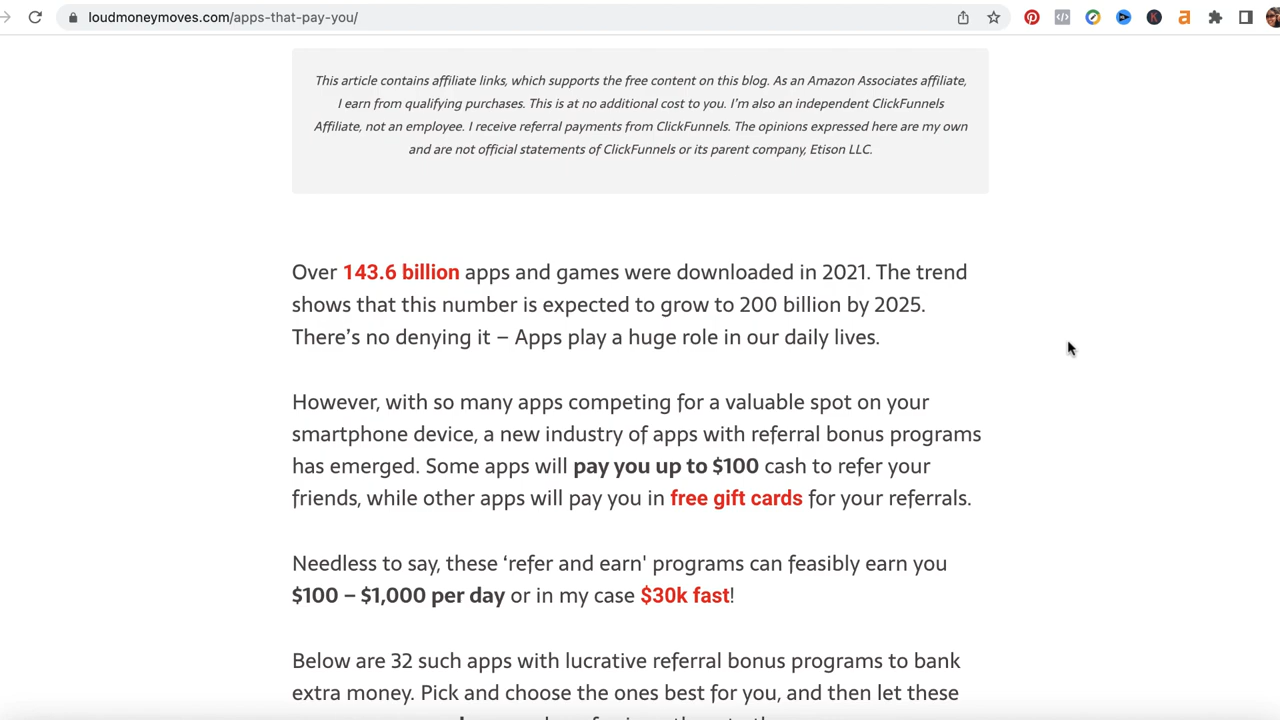 loudmoneymoves.com/apps-that-pay-you/
This article contains affiliate links, which supports the free content on this blog. As an Amazon Associates affiliate,
I earn from qualifying purchases. This is at no additional cost to you. I’m also an independent ClickFunnels
Affiliate, not an employee. I receive referral payments from ClickFunnels. The opinions expressed here are my own
and are not official statements of ClickFunnels or its parent company, Etison LLC.
Over 143.6 billion apps and games were downloaded in 2021. The trend
shows that this number is expected to grow to 200 billion by 2025.
There’s no denying it – Apps play a huge role in our daily lives.
However, with so many apps competing for a valuable spot on your
smartphone device, a new industry of apps with referral bonus programs
has emerged. Some apps will pay you up to $100 cash to refer your
friends, while other apps will pay you in free gift cards for your referrals.
Needless to say, these ‘refer and earn' programs can feasibly earn you
$100 – $1,000 per day or in my case $30k fast!
Below are 32 such apps with lucrative referral bonus programs to bank
extra money. Pick and choose the ones best for you, and then let these